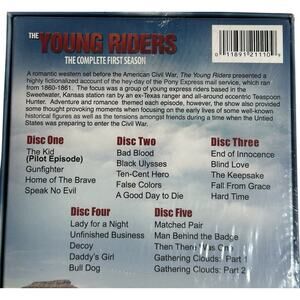 THE YOUNG RIDERS
THE COMPLETE FIRST SEASON
0 11891 21110
A romantic western set before the American Civil War, The Young Riders presented a
highly fictionalized account of the hey-day of the Pony Express mail service, which
ran from 1860-1861. The focus was a group of young express riders based in the
Sweetwater, Kansas station ran by an ex-Texas ranger and all-around eccentric Teaspoon
Hunter. Adventure and romance themed each episode, however, the show also provided
some thought provoking moments when focusing on the early lives of some well-known
historical figures as well as the tensions amongst friends during a time when the Untied
States was preparing to enter the Civil War.
Disc One
The Kid
(Pilot Episode)
Gunfighter
Home of The Brave
Speak No Evil
Disc Two
Bad Blood
Black Ulysses
Ten-Cent Hero
False Colors
A Good Day to Die
Disc Three
End of Innocence
Blind Love
The Keepsake
Fall From Grace
Hard Time
Disc Four
Lady for a Night
Unfinished Business
Decoy
Daddy's Girl
Bull Dog
Disc Five
Matched Pair
Man Behind the Badge
Then There Was One
Gathering Clouds: Part 1
Gathering Clouds: Part 2